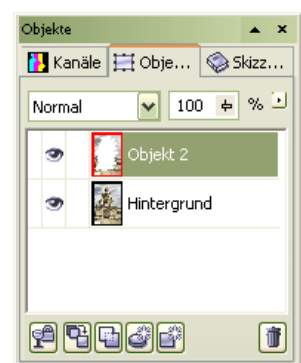 Objekte
Kanäle Obje... Skizz...
Normal 100 %
Objekt 2
Hintergrund